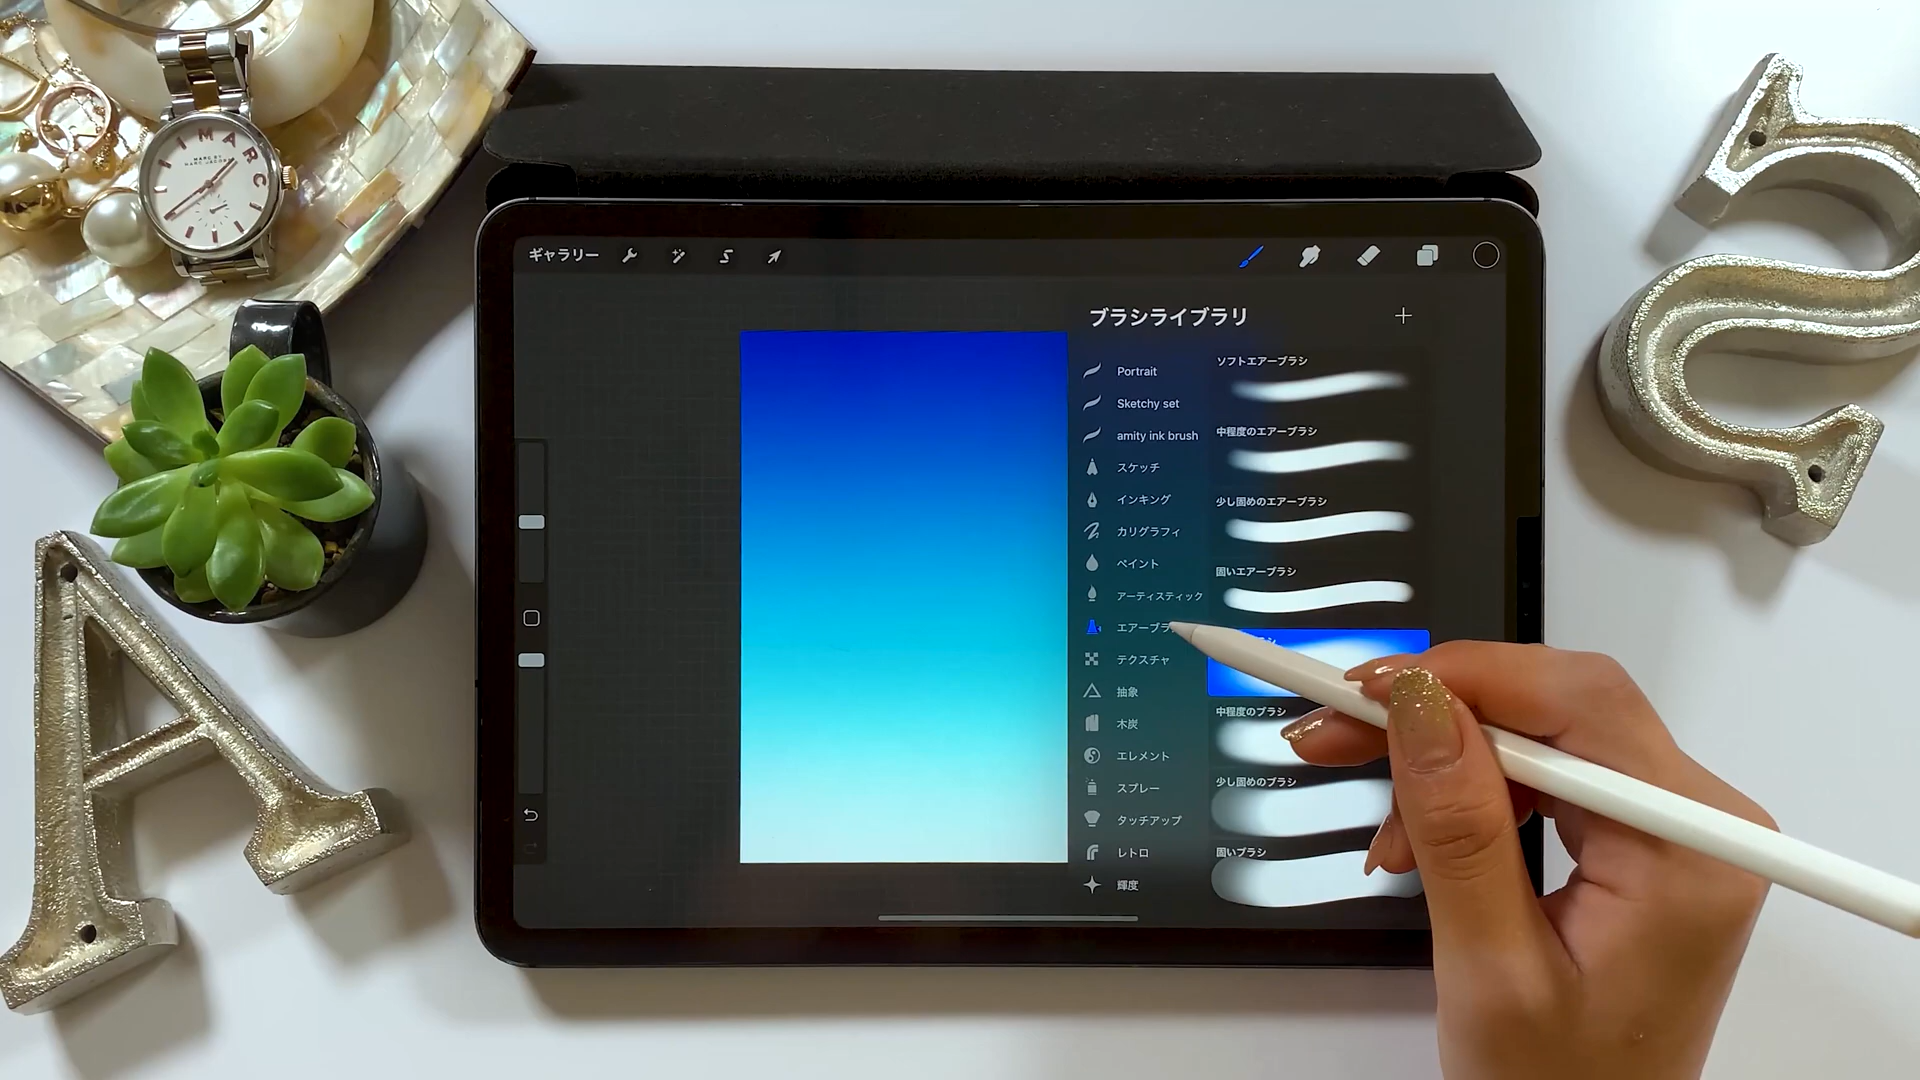 MARC
MARC BY
MARC JACOBS
ギャラリー
ブラシライブラリ
Portrait
Sketchy set
amity ink brush
スケッチ
インキング
カリグラフィ
ペイント
アーティスティック
エアーブラ
テクスチャ
抽象
木炭
エレメント
スプレー
タッチアップ
レトロ
輝度
ソフトエアーブラシ
中程度のエアーブラシ
少し固めのエアーブラシ
固いエアーブラシ
中程度のブラシ
少し固めのブラシ
固いブラシ
A
S